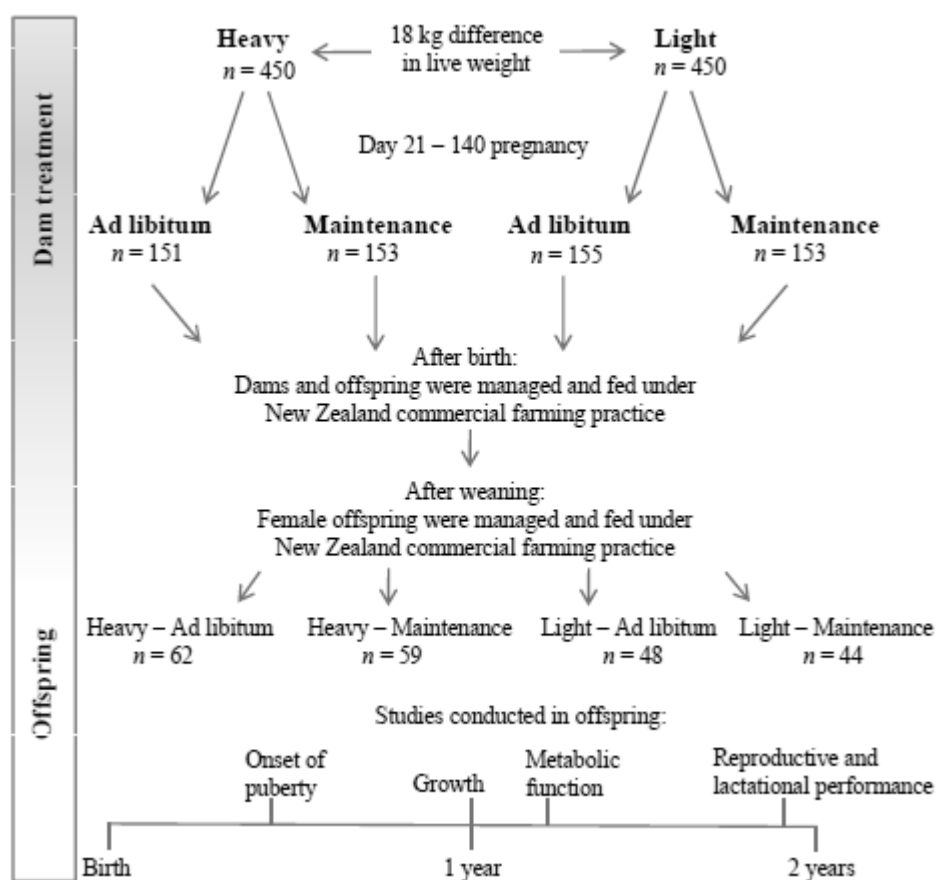 Heavy
n = 450
18 kg difference
in live weight
Light
n = 450
Day 21 – 140 pregnancy
Dam treatment
Ad libitum
n = 151
Maintenance
n = 153
Ad libitum
n = 155
Maintenance
n = 153
After birth:
Dams and offspring were managed and fed under
New Zealand commercial farming practice
After weaning:
Female offspring were managed and fed under
New Zealand commercial farming practice
Offspring
Heavy – Ad libitum
n = 62
Heavy – Maintenance
n = 59
Light – Ad libitum
n = 48
Light – Maintenance
n = 44
Studies conducted in offspring:
Onset of
puberty
Growth
Metabolic
function
Reproductive and
lactational performance
Birth
1 year
2 years